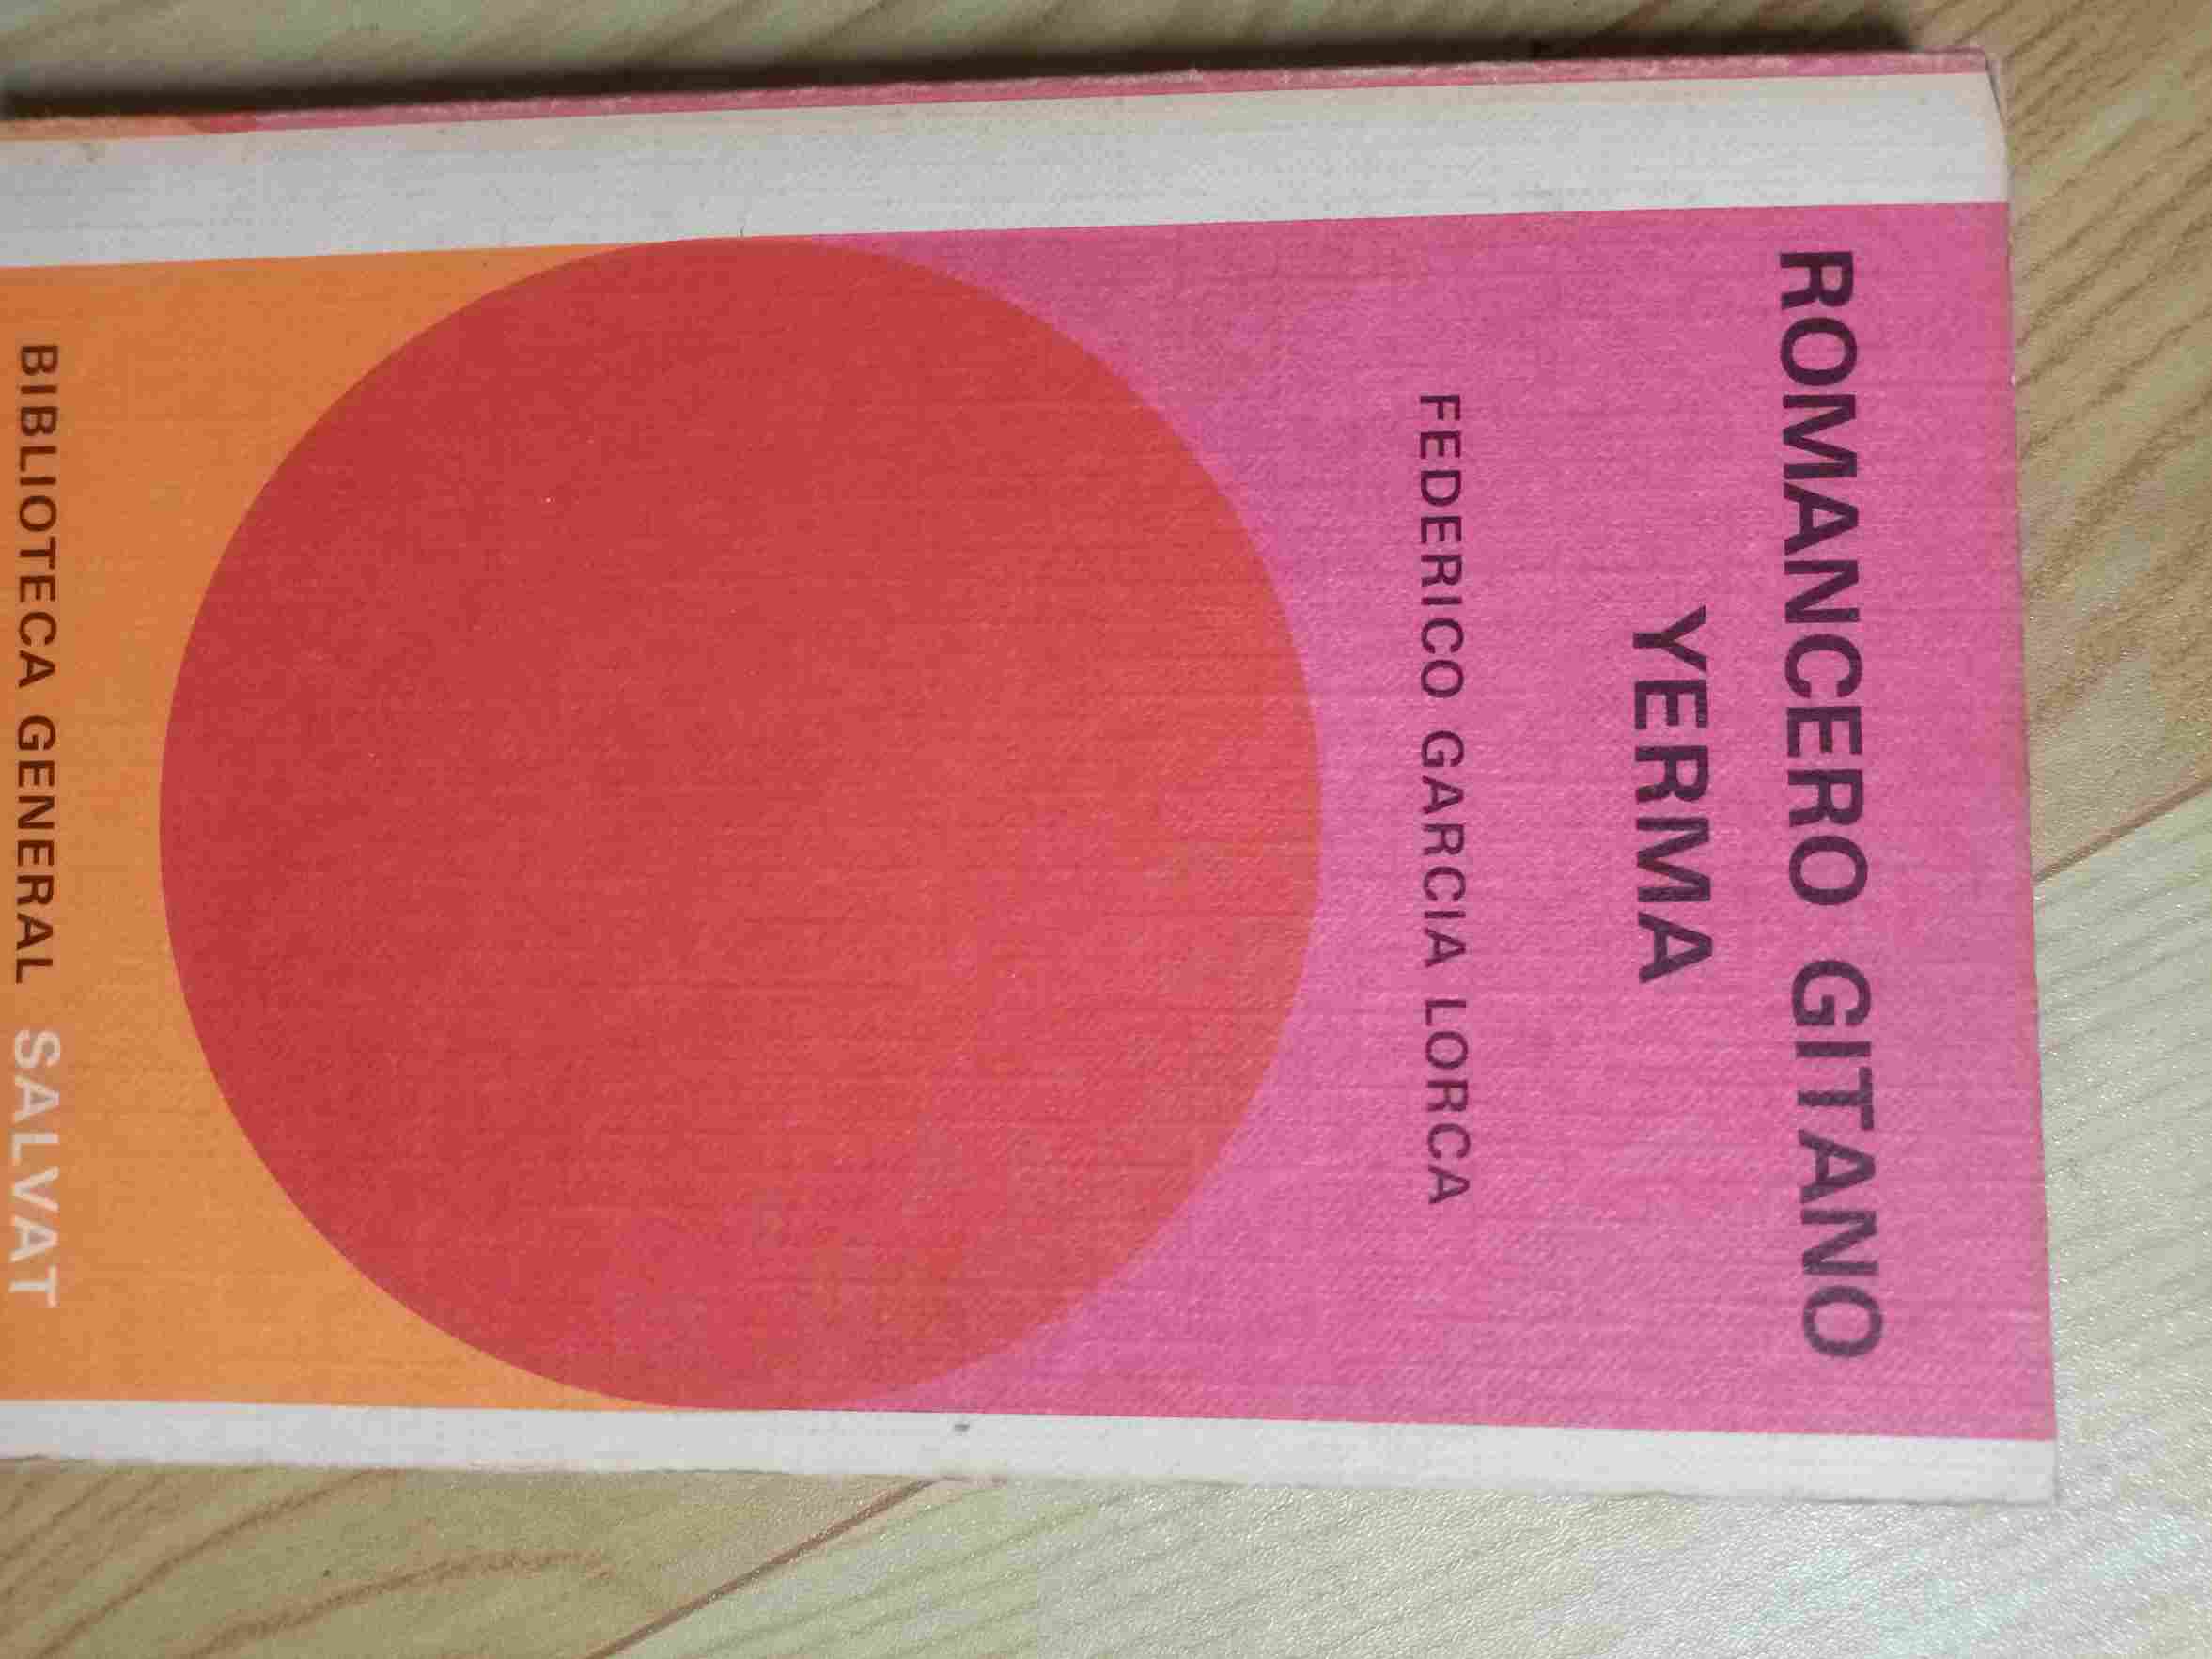 ROMANCERO GITANO
YERMA
FEDERICO GARCIA LORCA
BIBLIOTECA GENERAL SALVAT